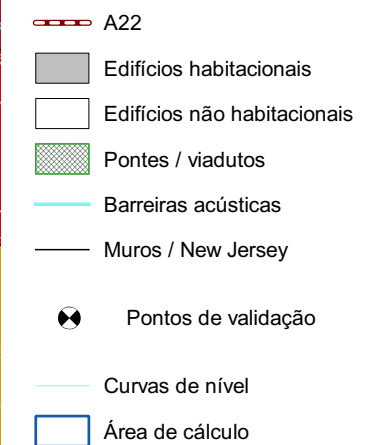 A22
Edifícios habitacionais
Edifícios não habitacionais
Pontes / viadutos
Barreiras acústicas
Muros / New Jersey
Pontos de validação
Curvas de nível
Área de cálculo